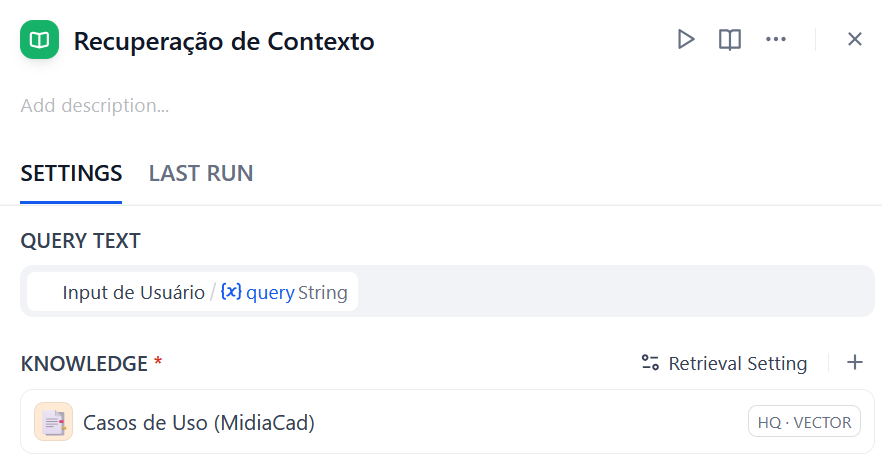 Recuperação de Contexto
Add description...
SETTINGS LAST RUN
QUERY TEXT
Input de Usuário / {x} query String
KNOWLEDGE * Retrieval Setting
Casos de Uso (MidiaCad) HQ · VECTOR